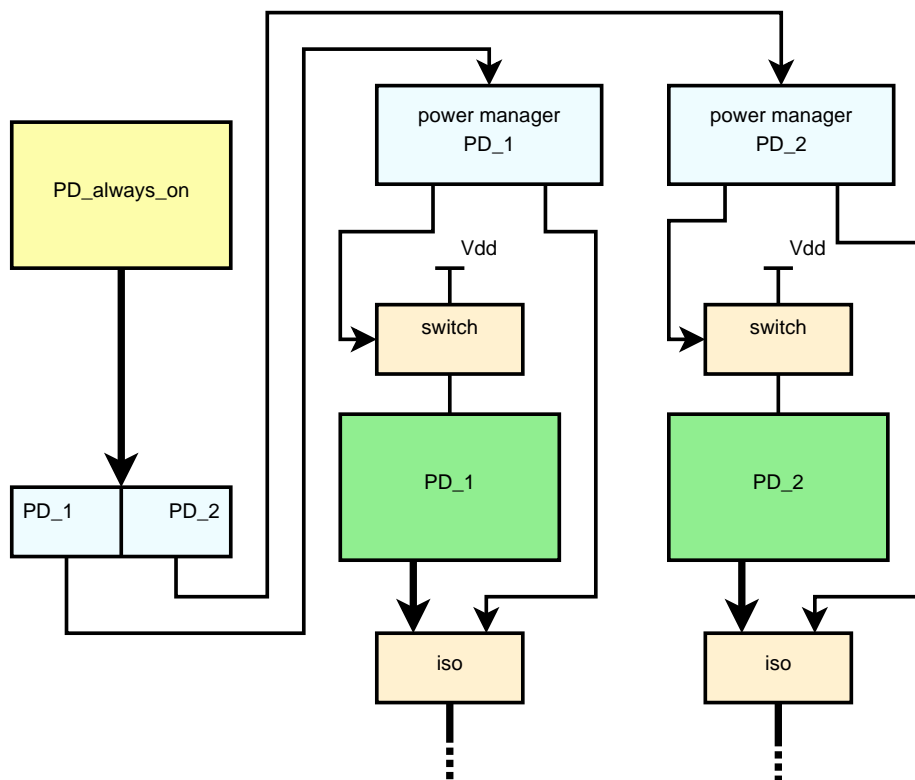 power manager
PD_1
power manager
PD_2
PD_always_on
Vdd
Vdd
switch
switch
PD_1
PD_2
PD_1
PD_2
iso
iso